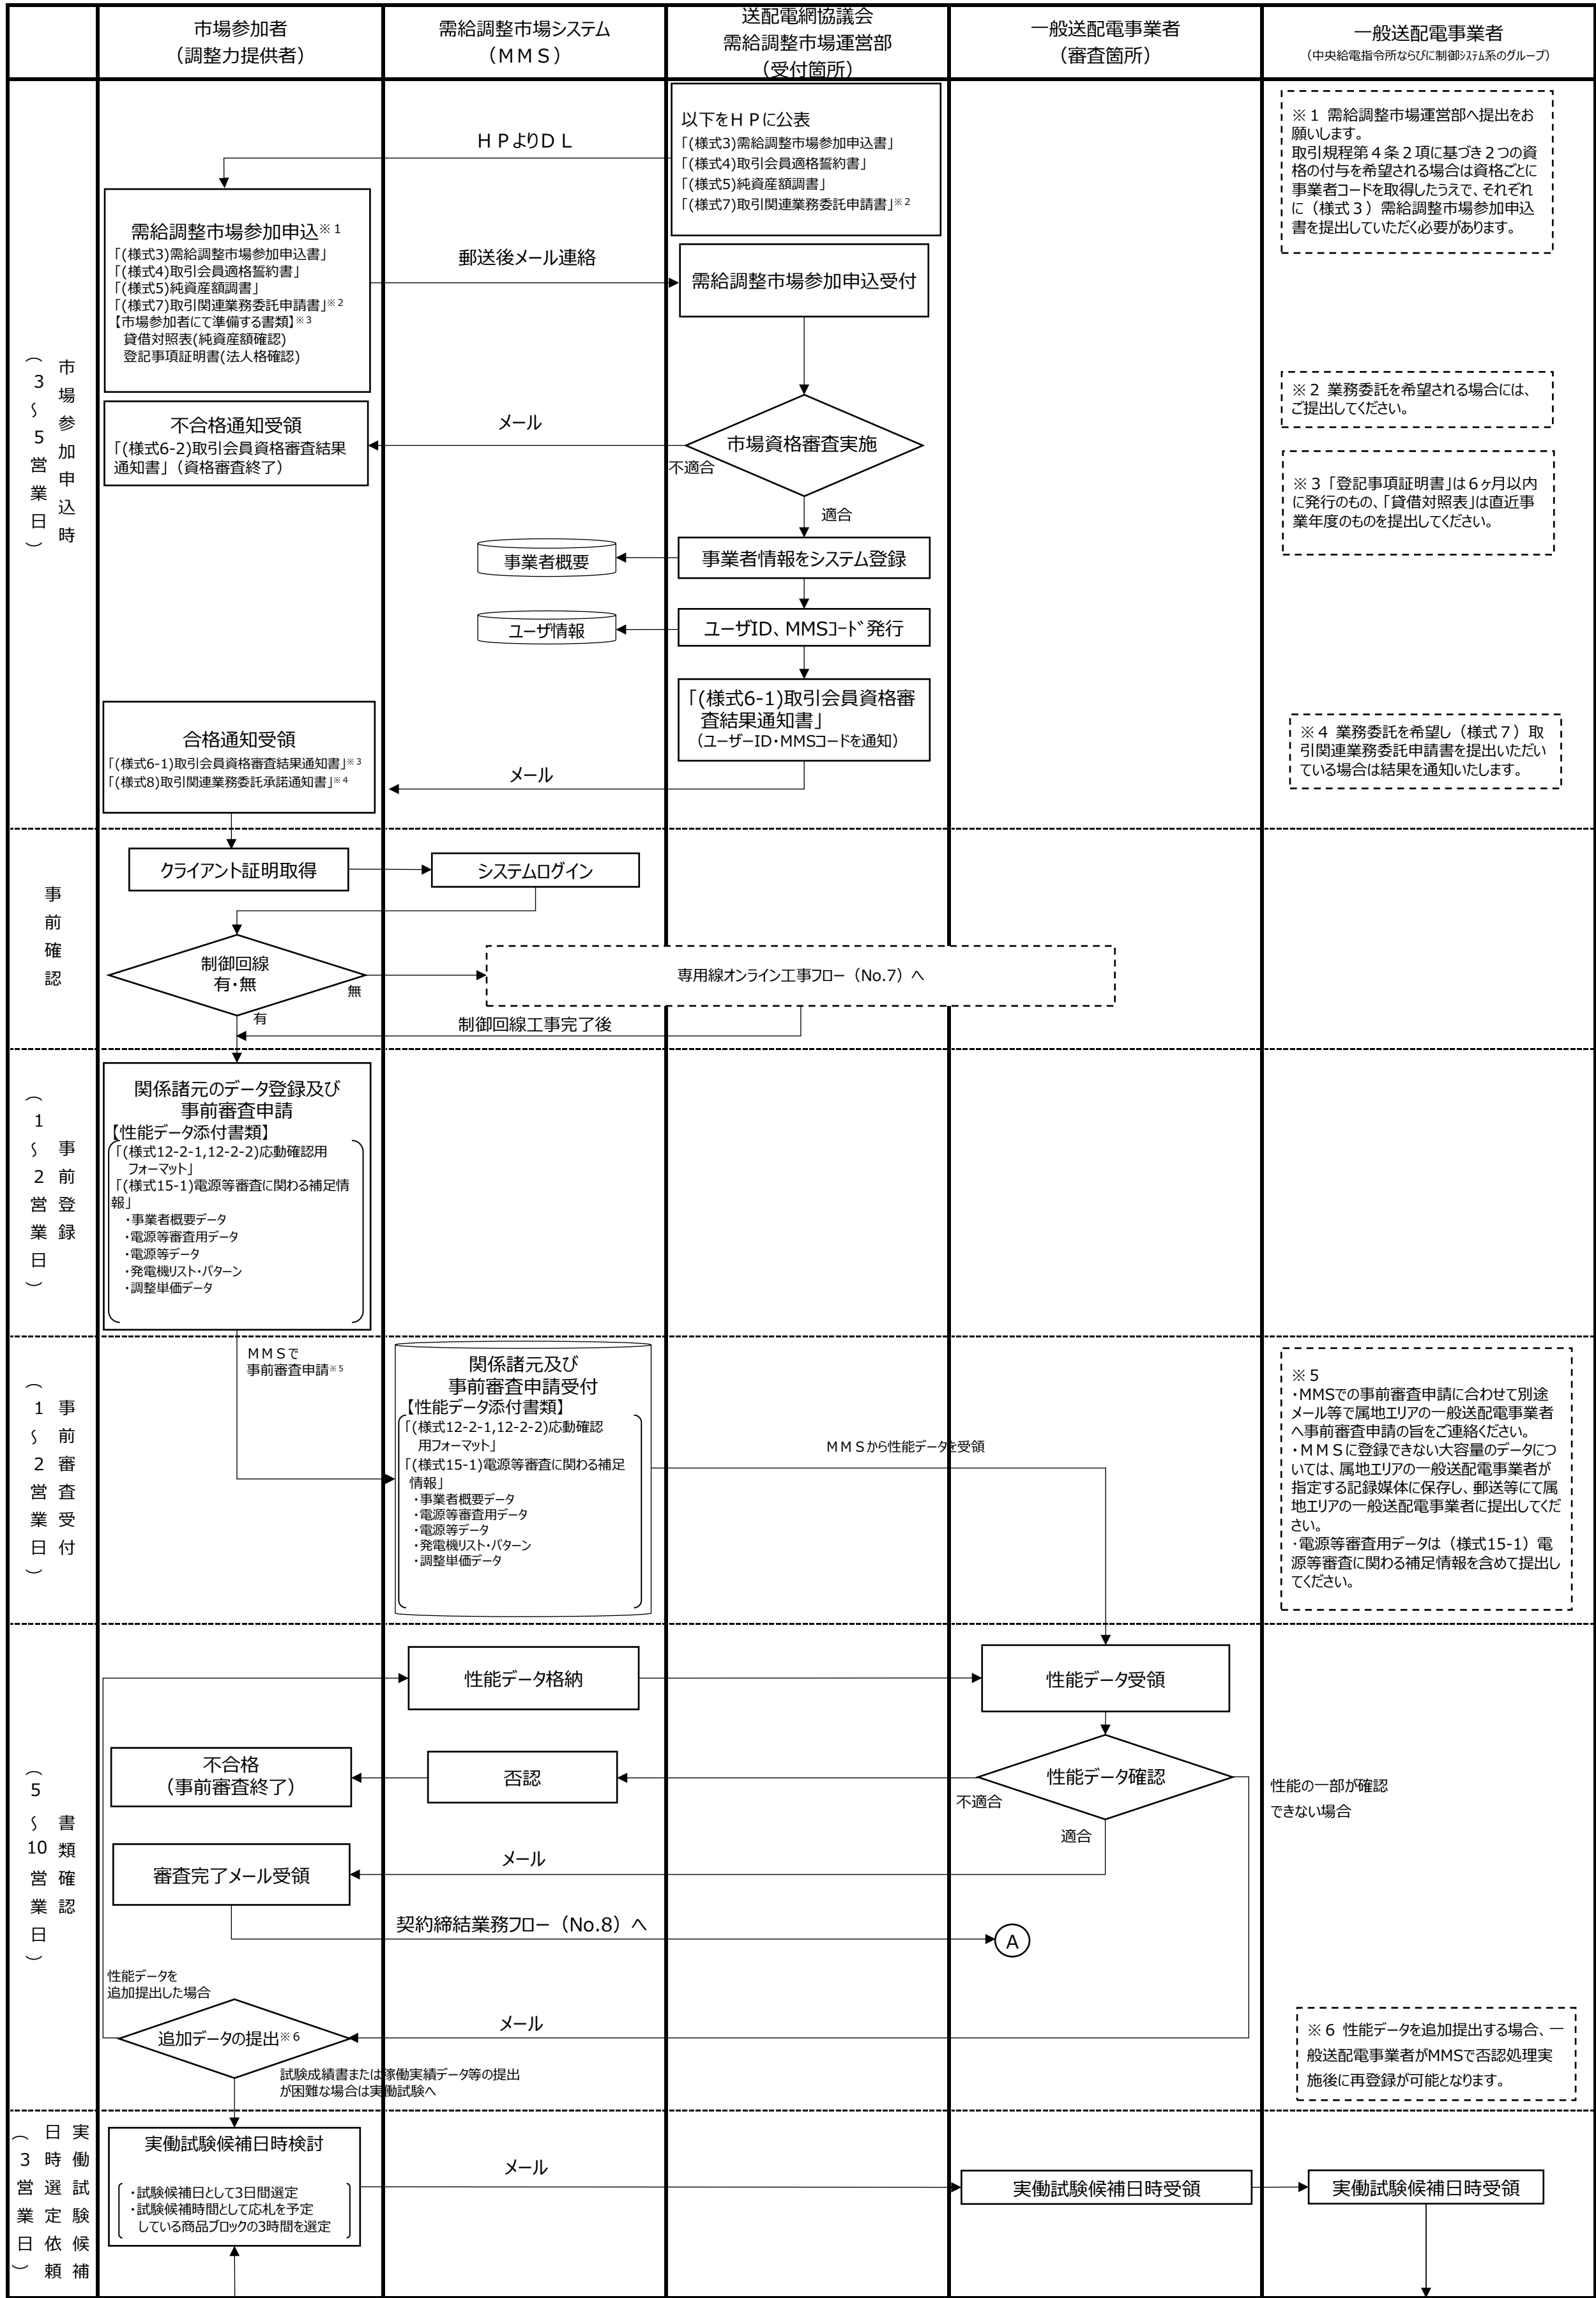 市場参加者
（調整力提供者）
需給調整市場システム
（ＭＭＳ）
送配電網協議会
需給調整市場運営部
（受付箇所）
一般送配電事業者
（審査箇所）
一般送配電事業者
（中央給電指令所ならびに制御ｼｽﾃﾑ系のグループ）
市場参加申込時
（3～5営業日）
以下をＨＰに公表
「(様式3)需給調整市場参加申込書」
「(様式4)取引会員適格誓約書」
「(様式5)純資産額調書」
「(様式7)取引関連業務委託申請書」※2
ＨＰよりＤＬ
※１ 需給調整市場運営部へ提出をお
願いします。
取引規程第４条２項に基づき２つの資
格の付与を希望される場合は資格ごとに
事業者コードを取得したうえで、それぞれ
に（様式３）需給調整市場参加申込
書を提出していただく必要があります。
需給調整市場参加申込※1
「(様式3)需給調整市場参加申込書」
「(様式4)取引会員適格誓約書」
「(様式5)純資産額調書」
「(様式7)取引関連業務委託申請書」※2
【市場参加者にて準備する書類】※3
貸借対照表(純資産額確認)
登記事項証明書(法人格確認)
郵送後メール連絡
需給調整市場参加申込受付
※２ 業務委託を希望される場合には、
ご提出してください。
不合格通知受領
「(様式6-2)取引会員資格審査結果
通知書」（資格審査終了）
メール
市場資格審査実施
不適合
適合
※３「登記事項証明書」は６ヶ月以内
に発行のもの、「貸借対照表」は直近事
業年度のものを提出してください。
事業者概要
事業者情報をシステム登録
ユーザ情報
ユーザID、MMSｺｰﾄﾞ発行
「(様式6-1)取引会員資格審
査結果通知書」
（ユーザーID・MMSコードを通知）
合格通知受領
「(様式6-1)取引会員資格審査結果通知書」※3
「(様式8)取引関連業務委託承諾通知書」※4
メール
※４ 業務委託を希望し（様式７）取
引関連業務委託申請書を提出いただい
ている場合は結果を通知いたします。
事前確認
クライアント証明取得
システムログイン
制御回線
有・無
無
有
専用線オンライン工事フロー（No.7）へ
制御回線工事完了後
事前登録
（1～2営業日）
関係諸元のデータ登録及び
事前審査申請
【性能データ添付書類】
「(様式12-2-1,12-2-2)応動確認用
フォーマット」
「(様式15-1)電源等審査に関わる補足情
報」
・事業者概要データ
・電源等審査用データ
・電源等データ
・発電機リスト・パターン
・調整単価データ
事前審査受付
（1～2営業日）
ＭＭＳで
事前審査申請※5
関係諸元及び
事前審査申請受付
【性能データ添付書類】
「(様式12-2-1,12-2-2)応動確認
用フォーマット」
「(様式15-1)電源等審査に関わる補足
情報」
・事業者概要データ
・電源等審査用データ
・電源等データ
・発電機リスト・パターン
・調整単価データ
ＭＭＳから性能データを受領
※５
・MMSでの事前審査申請に合わせて別途
メール等で属地エリアの一般送配電事業者
へ事前審査申請の旨をご連絡ください。
・ＭＭＳに登録できない大容量のデータにつ
いては、属地エリアの一般送配電事業者が
指定する記録媒体に保存し、郵送等にて属
地エリアの一般送配電事業者に提出してくだ
さい。
・電源等審査用データは（様式15-1）電
源等審査に関わる補足情報を含めて提出し
てください。
書類確認
（5～10営業日）
性能データ格納
性能データ受領
不合格
（事前審査終了）
否認
性能データ確認
不適合
適合
性能の一部が確認
できない場合
審査完了メール受領
メール
契約締結業務フロー（No.8）へ
A
性能データを
追加提出した場合
追加データの提出※6
メール
試験成績書または稼働実績データ等の提出
が困難な場合は実働試験へ
※６ 性能データを追加提出する場合、一
般送配電事業者がMMSで否認処理実
施後に再登録が可能となります。
実働試験候補
日時選定依頼
（3営業日）
実働試験候補日時検討
・試験候補日として3日間選定
・試験候補時間として応札を予定
している商品ブロックの3時間を選定
メール
実働試験候補日時受領
実働試験候補日時受領